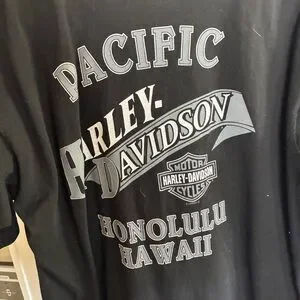 PACIFIC
HARLEY-
DAVIDSON
MOTOR
HARLEY-DAVIDSON
CYCLES
HONOLULU
HAWAII